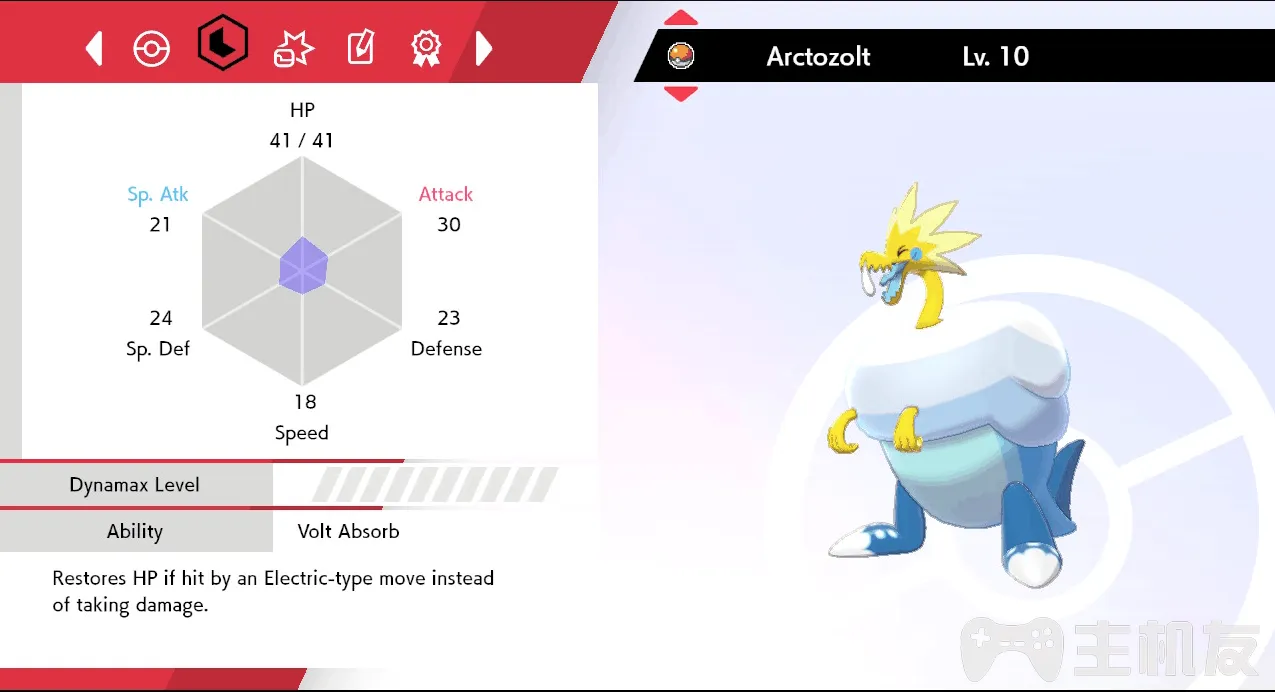 Arctozolt Lv. 10
HP
41 / 41
Sp. Atk
21
Attack
30
24
Sp. Def
23
Defense
18
Speed
Dynamax Level
Ability Volt Absorb
Restores HP if hit by an Electric-type move instead
of taking damage.
主机友